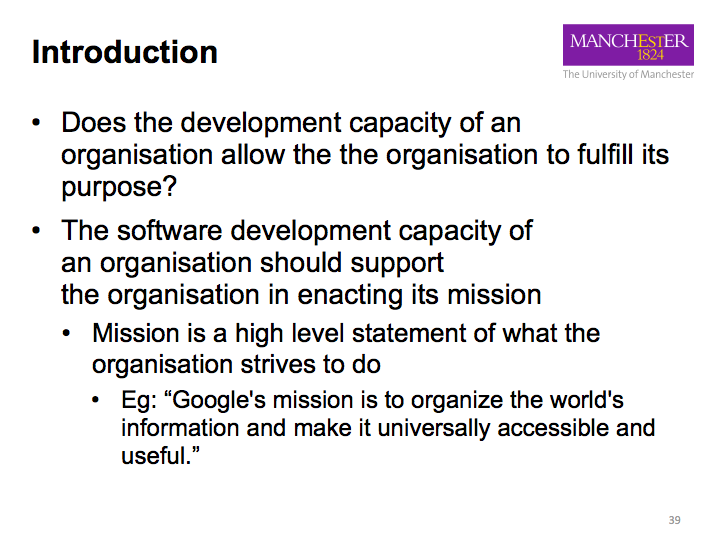 Introduction
MANCHESTER
1824
The University of Manchester
• Does the development capacity of an
organisation allow the the organisation to fulfill its
purpose?
• The software development capacity of
an organisation should support
the organisation in enacting its mission
• Mission is a high level statement of what the
organisation strives to do
• Eg: “Google's mission is to organize the world's
information and make it universally accessible and
useful.”
39